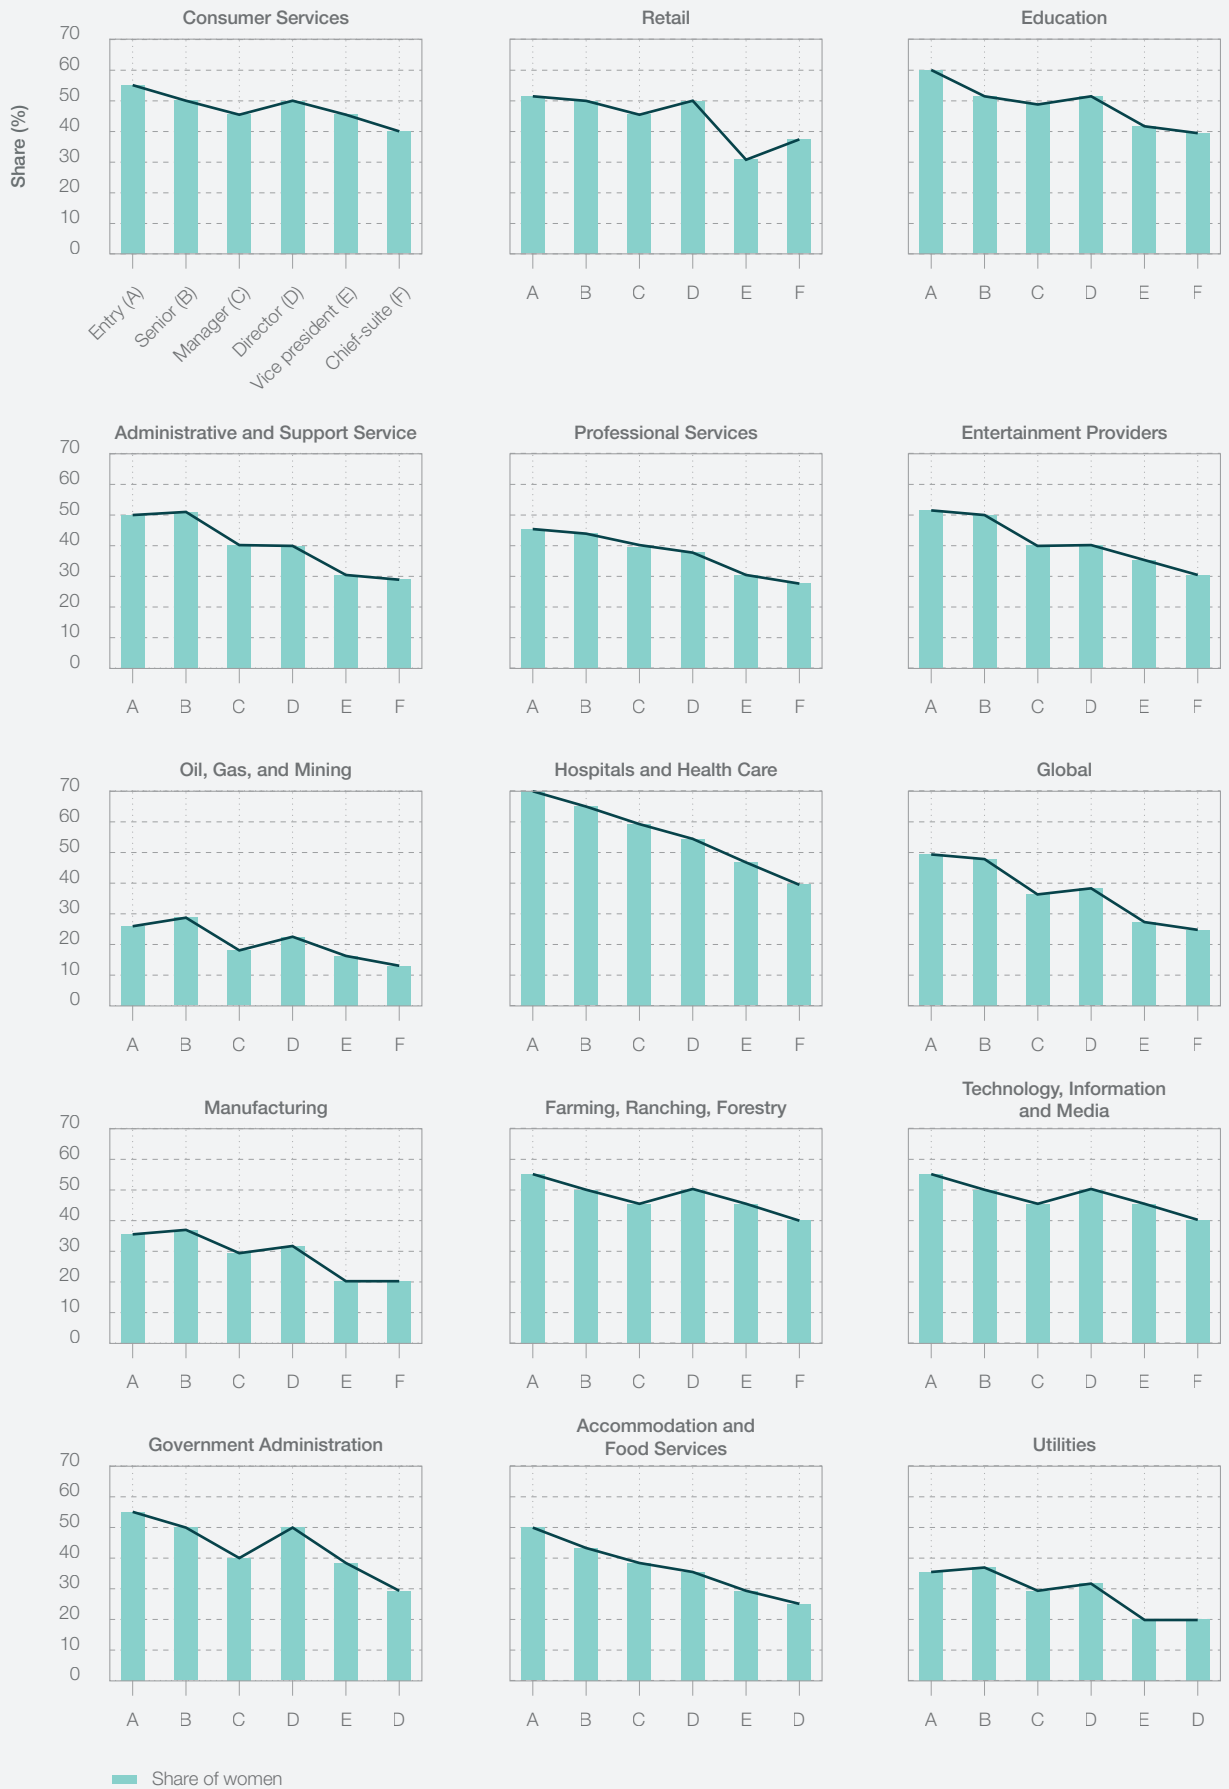 Consumer Services
Retail
Education
Share (%)
70
60
50
40
30
20
10
0
Entry (A)
Senior (B)
Manager (C)
Director (D)
Vice president (E)
Chief-suite (F)
A B C D E F
A B C D E F
Administrative and Support Service
Professional Services
Entertainment Providers
70
60
50
40
30
20
10
0
A B C D E F
A B C D E F
A B C D E F
Oil, Gas, and Mining
Hospitals and Health Care
Global
70
60
50
40
30
20
10
0
A B C D E F
A B C D E F
A B C D E F
Manufacturing
Farming, Ranching, Forestry
Technology, Information
and Media
70
60
50
40
30
20
10
0
A B C D E F
A B C D E F
A B C D E F
Government Administration
Accommodation and
Food Services
Utilities
70
60
50
40
30
20
10
0
A B C D E D
A B C D E D
A B C D E D
Share of women